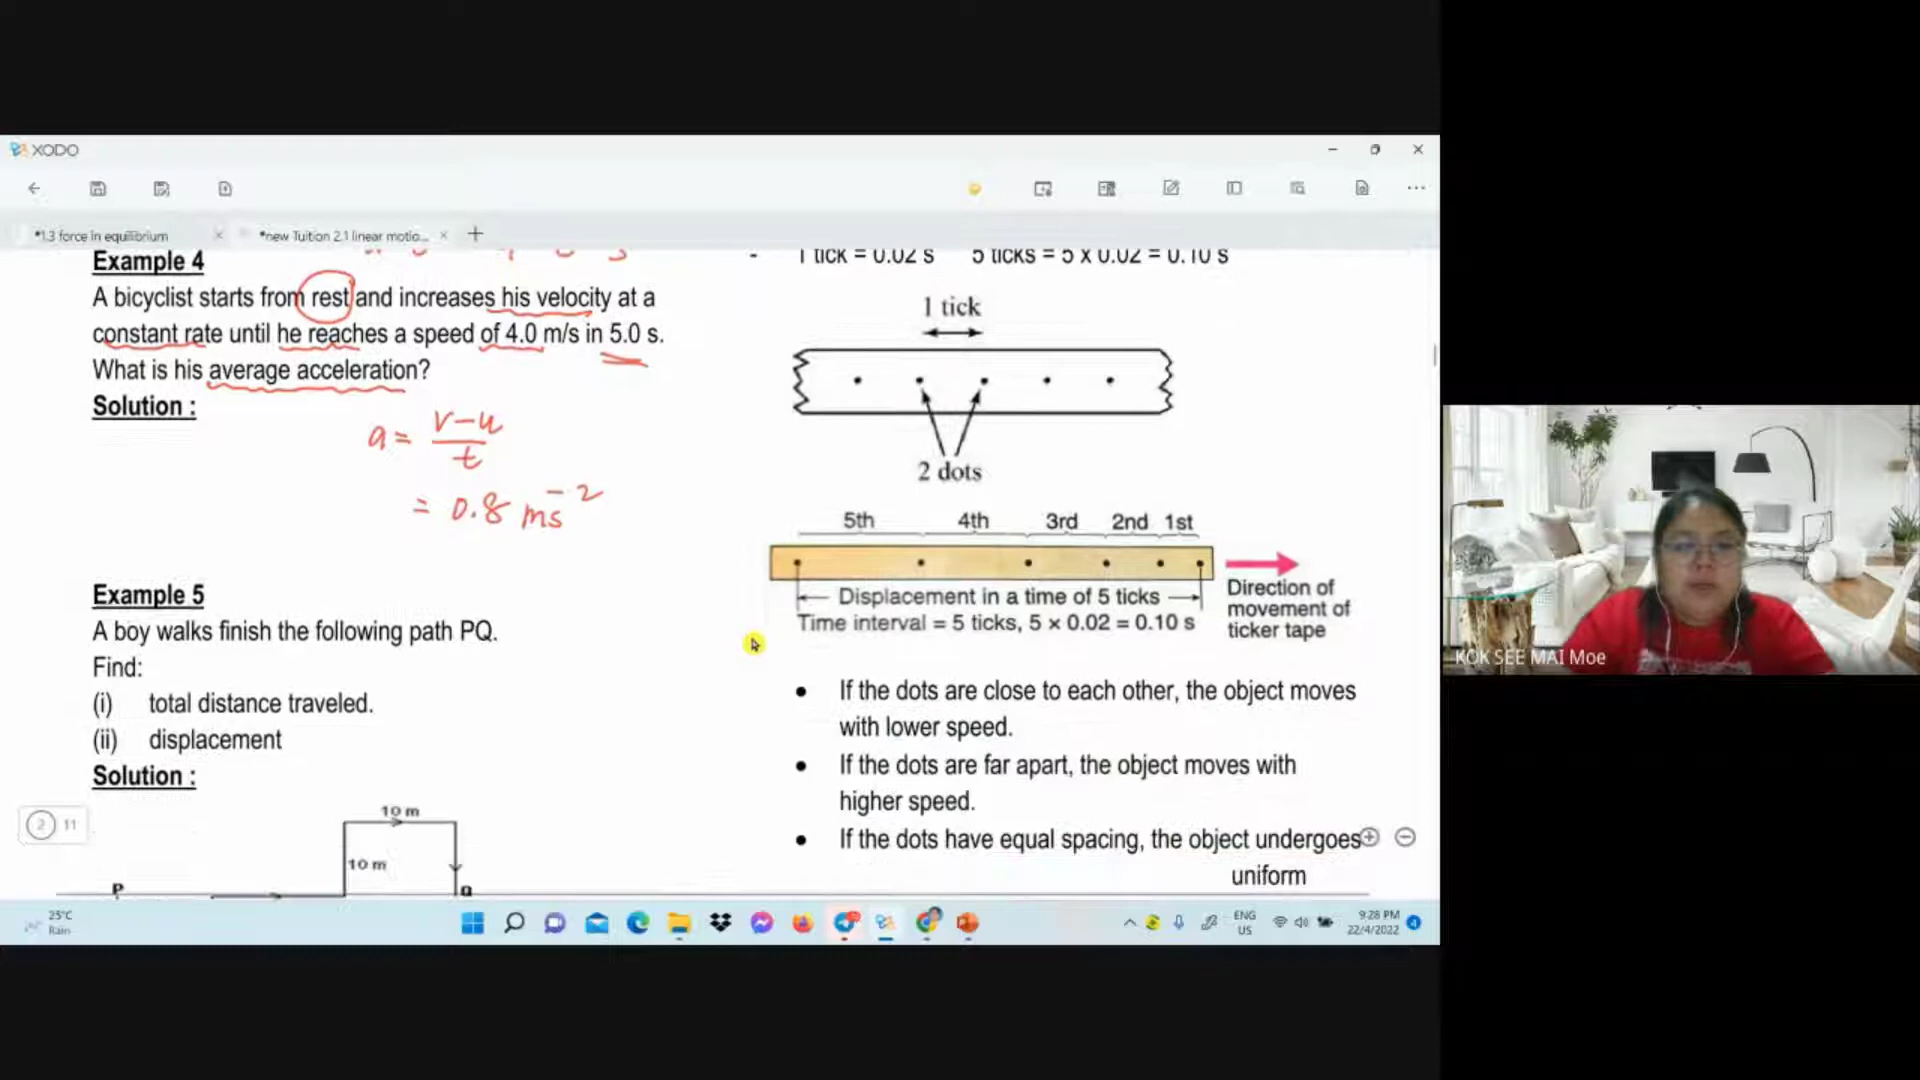 XODO
*1.3 force in equilibrium
*new Tuition 2.1 linear motio...
Example 4
A bicyclist starts from rest and increases his velocity at a
constant rate until he reaches a speed of 4.0 m/s in 5.0 s.
What is his average acceleration?
Solution :
a = v-u
t
= 0.8 ms⁻²
Example 5
A boy walks finish the following path PQ.
Find:
(i) total distance traveled.
(ii) displacement
Solution :
10 m
10 m
P
Q
2 11
- 1 tick = 0.02 s 5 ticks = 5 x 0.02 = 0.10 s
1 tick
2 dots
5th 4th 3rd 2nd 1st
Displacement in a time of 5 ticks
Time interval = 5 ticks, 5 × 0.02 = 0.10 s
Direction of
movement of
ticker tape
• If the dots are close to each other, the object moves
with lower speed.
• If the dots are far apart, the object moves with
higher speed.
• If the dots have equal spacing, the object undergoes
uniform
KOK SEE MAI Moe
25°C
Rain
ENG
US
9:28 PM
22/4/2022
4